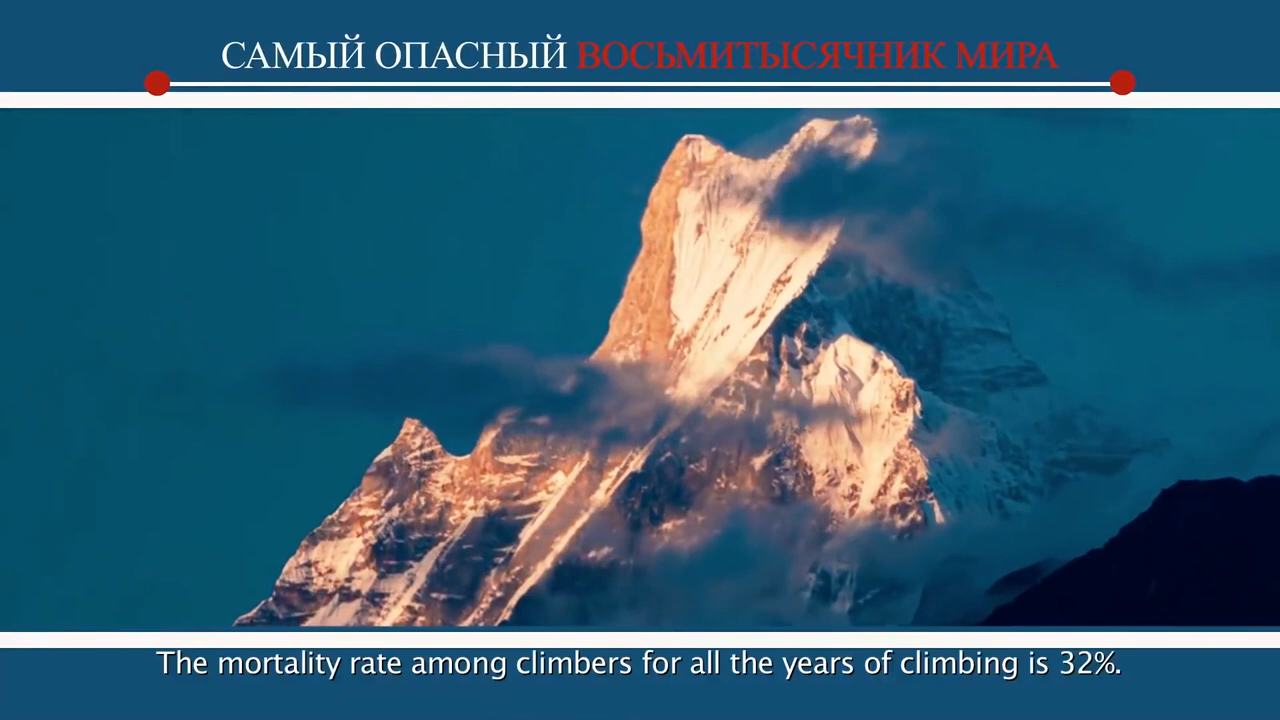 САМЫЙ ОПАСНЫЙ ВОСЬМИТЫСЯЧНИК МИРА
The mortality rate among climbers for all the years of climbing is 32%.